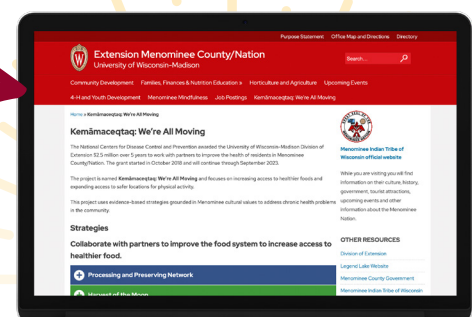 Purpose Statement Office Map and Directions Directory
Extension Menominee County/Nation
University of Wisconsin-Madison
Search...
Community Development Families, Finances & Nutrition Education » Horticulture and Agriculture Upcoming Events
4-H and Youth Development Menominee Mindfulness Job Postings Kemāmaceqtaq: We're All Moving
Home » Kemāmaceqtaq: We're All Moving
Kemāmaceqtaq: We're All Moving
The National Centers for Disease Control and Prevention awarded the University of Wisconsin-Madison Division of
Extension $2.5 million over 5 years to work with partners to improve the health of residents in Menominee
County/Nation. The grant started in October 2018 and will continue through September 2023.
The project is named Kemāmaceqtaq: We're All Moving and focuses on increasing access to healthier foods and
expanding access to safer locations for physical activity.
This project uses evidence-based strategies grounded in Menominee cultural values to address chronic health problems
in the community.
Strategies
Collaborate with partners to improve the food system to increase access to
healthier food.
Processing and Preserving Network
Harvest of the Moon
Menominee Indian Tribe of
Wisconsin official website
While you are visiting you will find
information on their culture, history,
government, tourist attractions,
upcoming events and other
information about the Menominee
Nation.
OTHER RESOURCES
Division of Extension
Legend Lake Website
Menominee County Government
Menominee Indian Tribe of Wisconsin